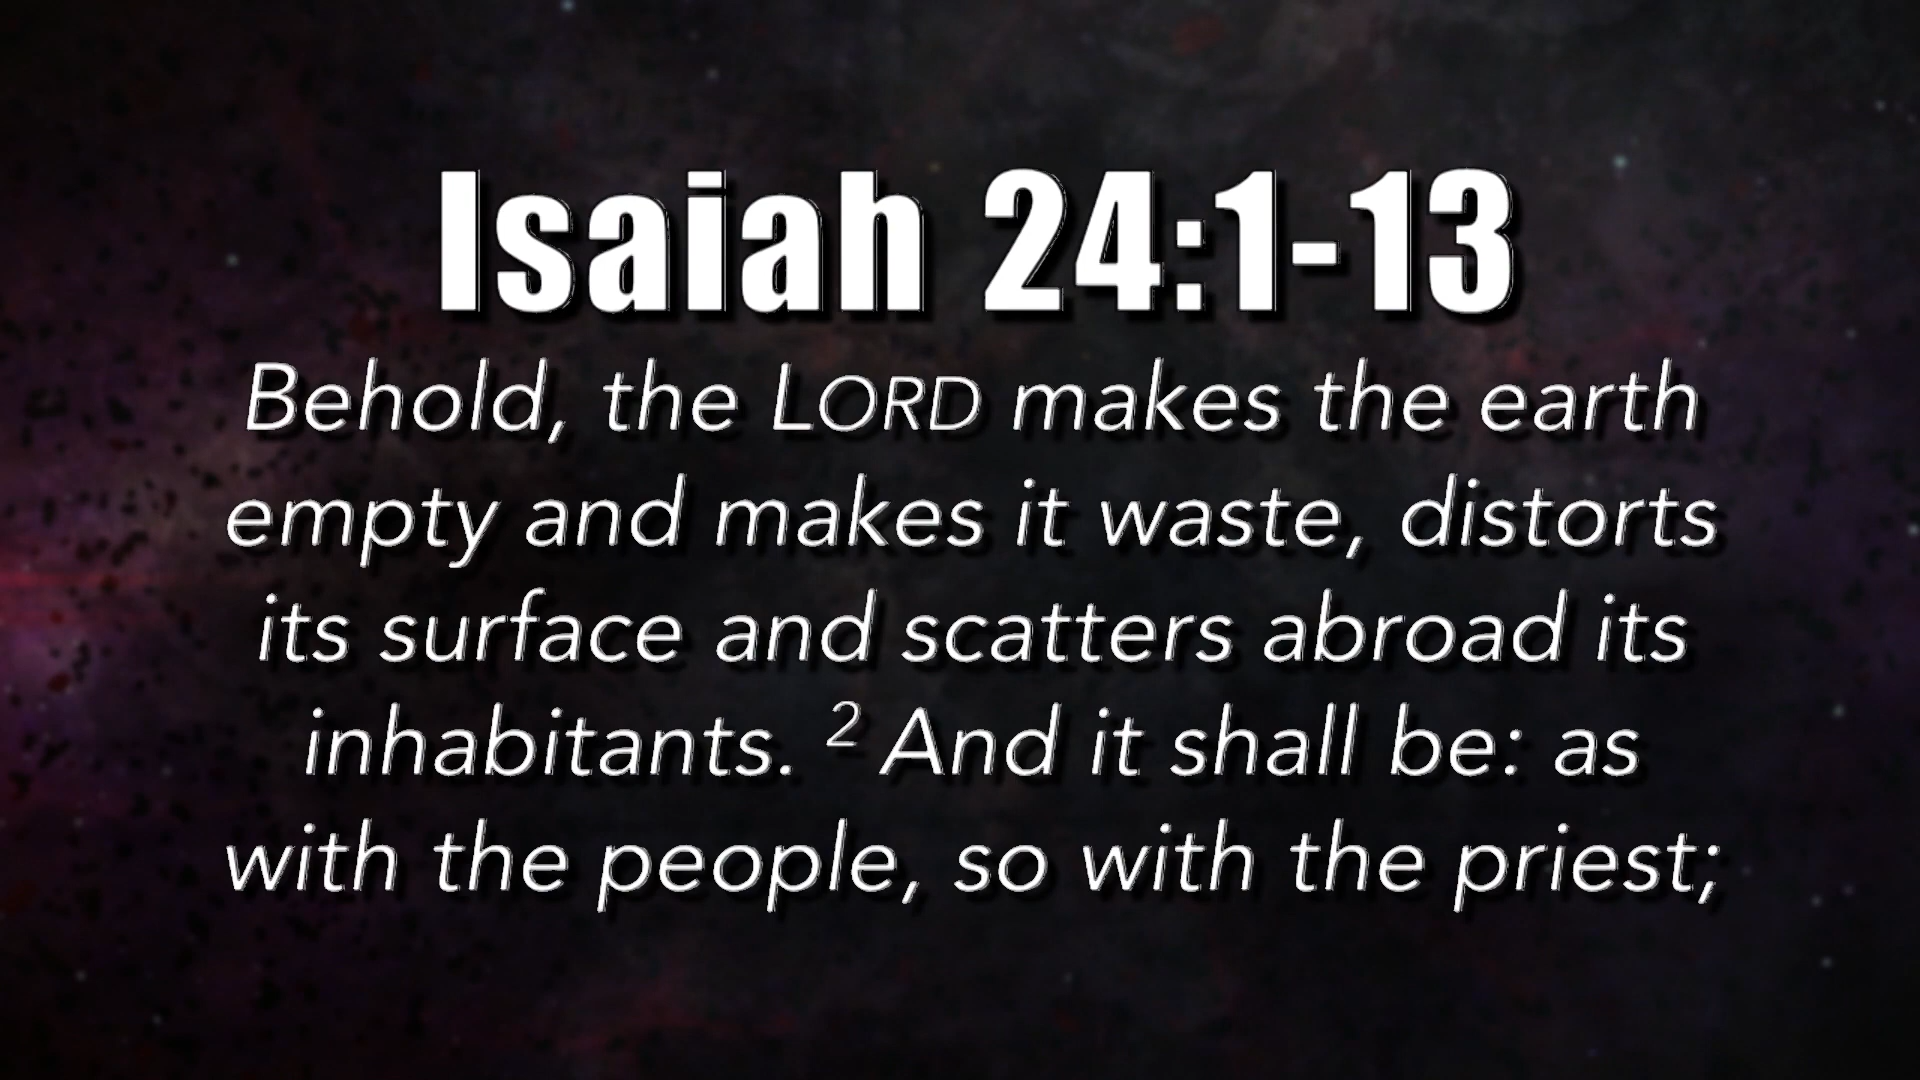 Isaiah 24:1-13
Behold, the LORD makes the earth
empty and makes it waste, distorts
its surface and scatters abroad its
inhabitants. 2 And it shall be: as
with the people, so with the priest;